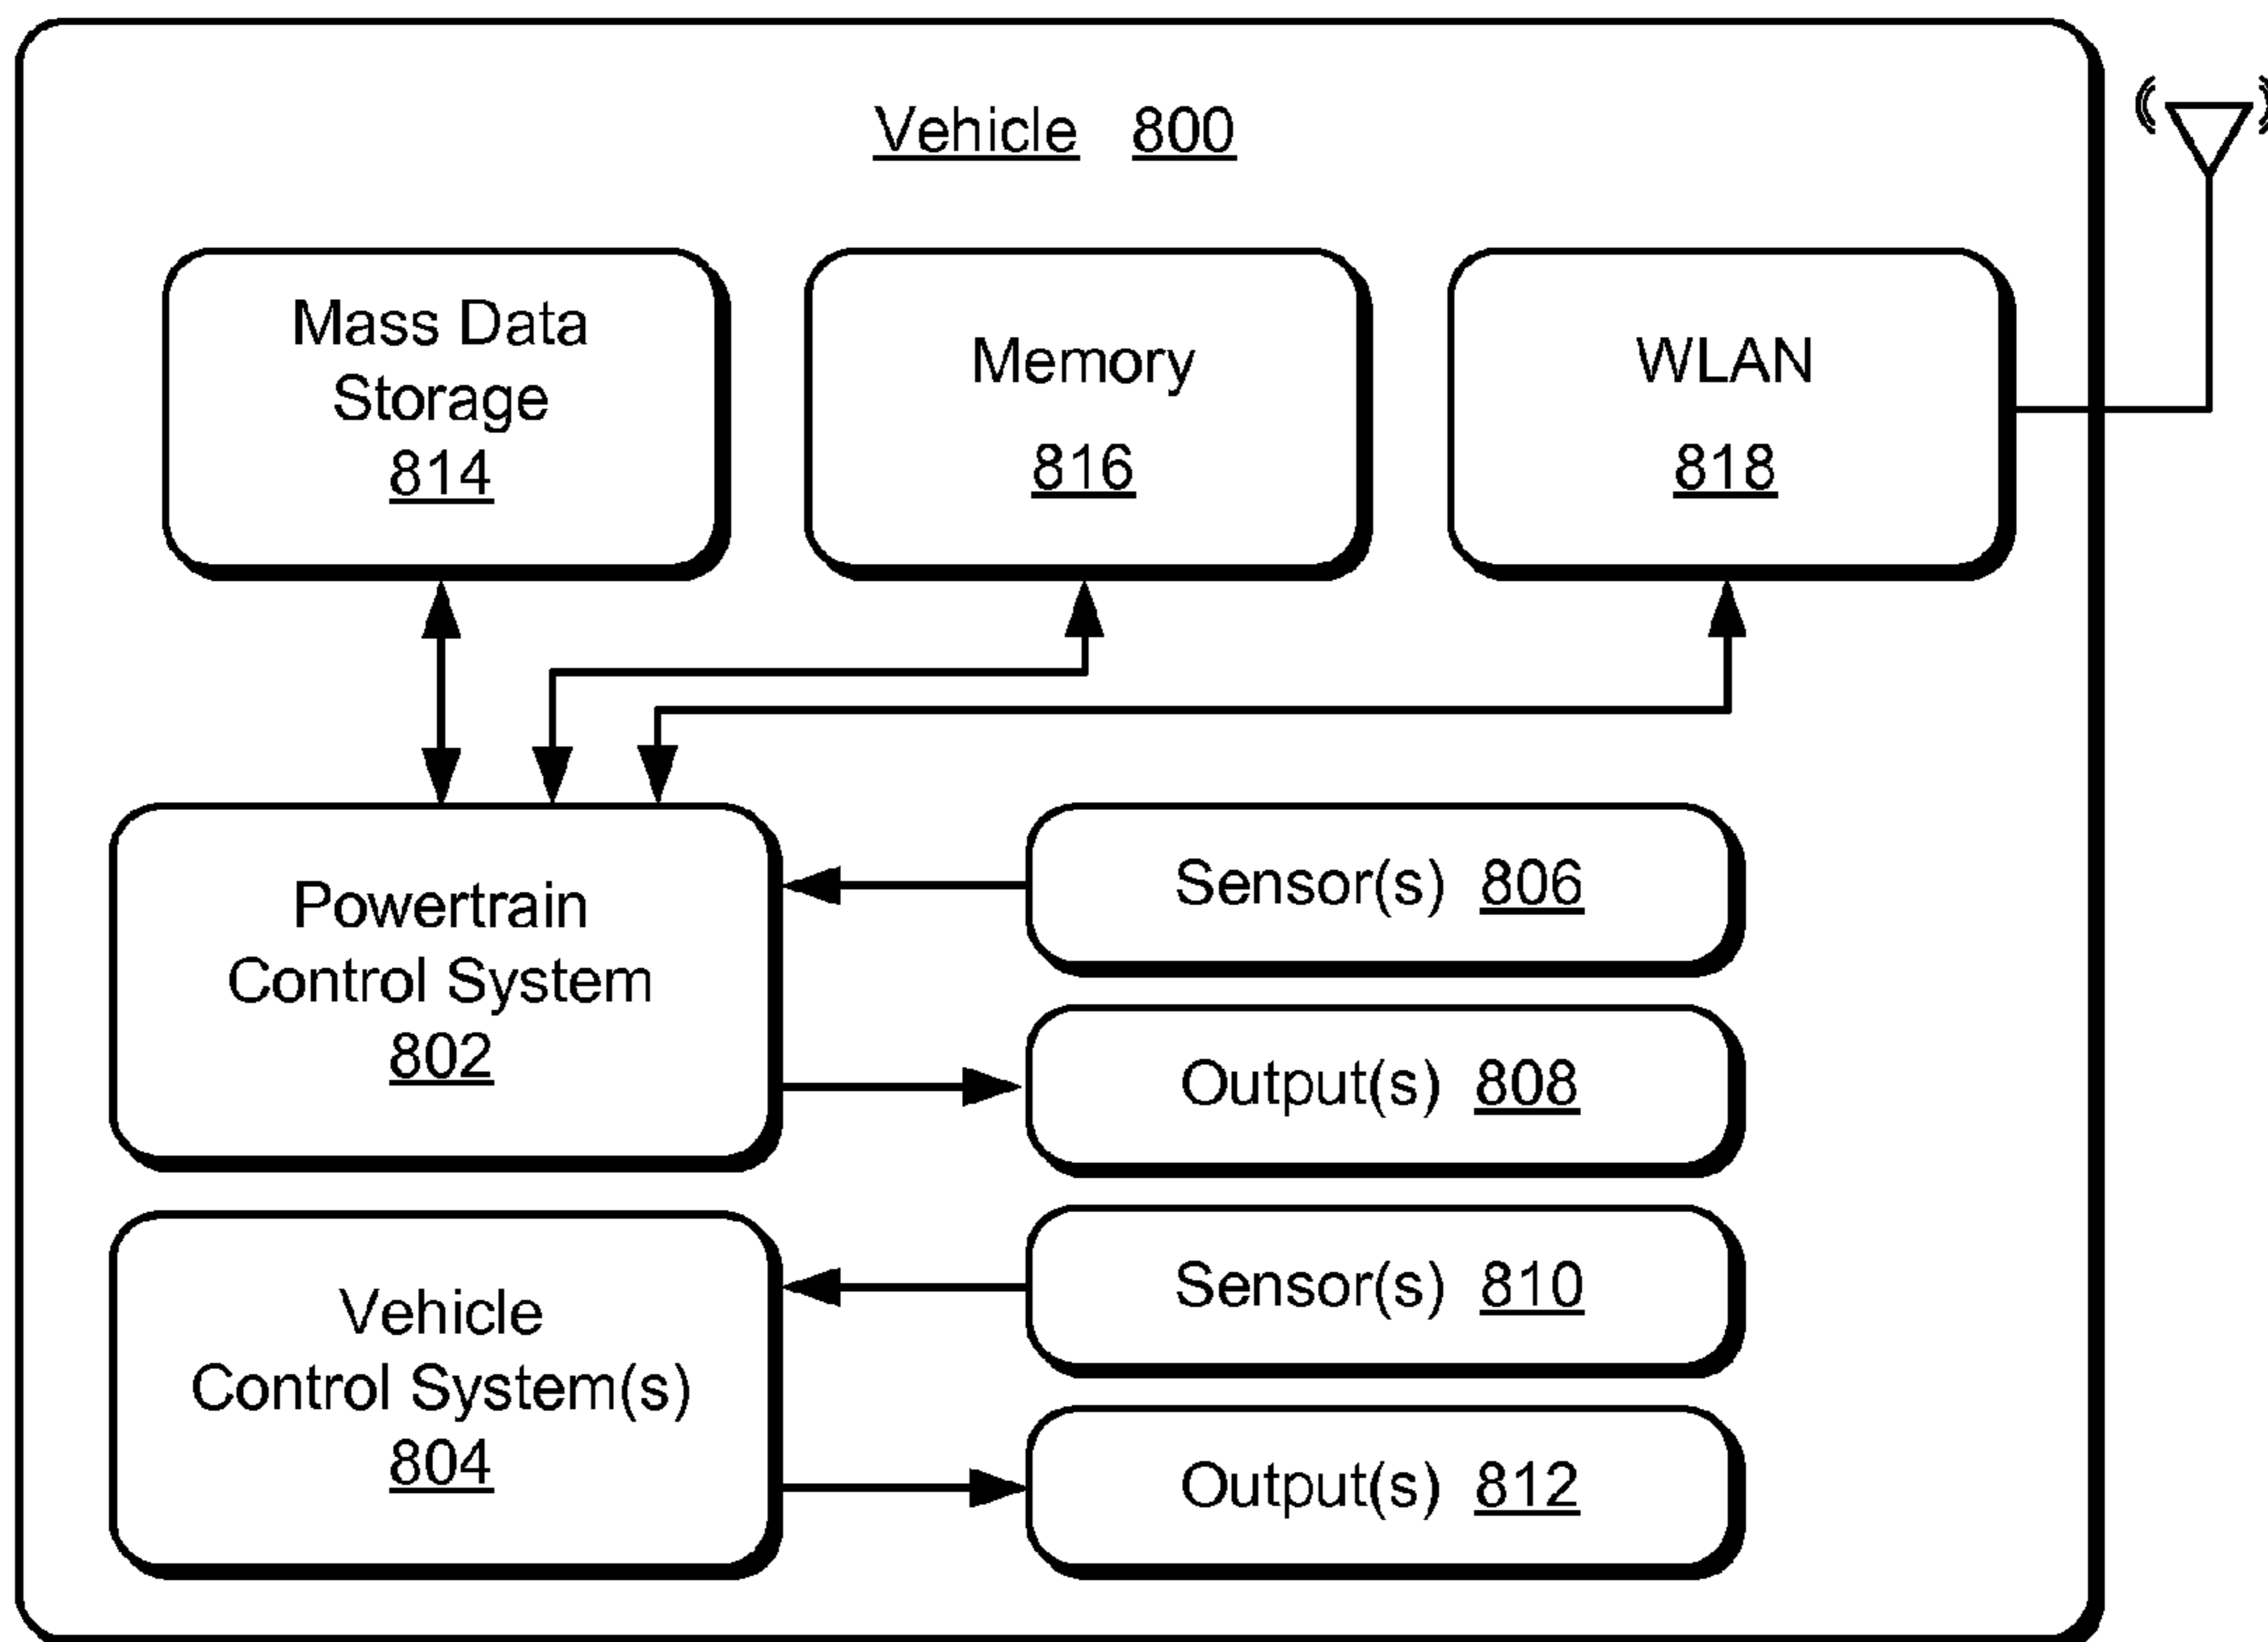 Vehicle 800
Mass Data
Storage
814
Memory
816
WLAN
818
Powertrain
Control System
802
Sensor(s) 806
Output(s) 808
Vehicle
Control System(s)
804
Sensor(s) 810
Output(s) 812